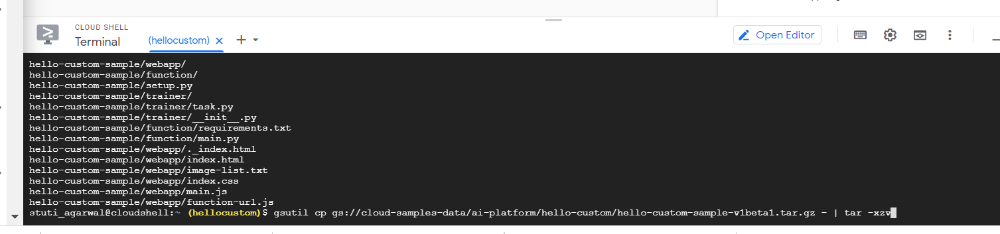 CLOUD SHELL
Terminal
(hellocustom)
Open Editor
hello-custom-sample/webapp/
hello-custom-sample/function/
hello-custom-sample/setup.py
hello-custom-sample/trainer/
hello-custom-sample/trainer/task.py
hello-custom-sample/trainer/__init__.py
hello-custom-sample/function/requirements.txt
hello-custom-sample/function/main.py
hello-custom-sample/webapp/._index.html
hello-custom-sample/webapp/index.html
hello-custom-sample/webapp/image-list.txt
hello-custom-sample/webapp/index.css
hello-custom-sample/webapp/main.js
hello-custom-sample/webapp/function-url.js
stuti_agarwal@cloudshell:~ (hellocustom)$ gsutil cp gs://cloud-samples-data/ai-platform/hello-custom/hello-custom-sample-v1beta1.tar.gz - | tar -xzv